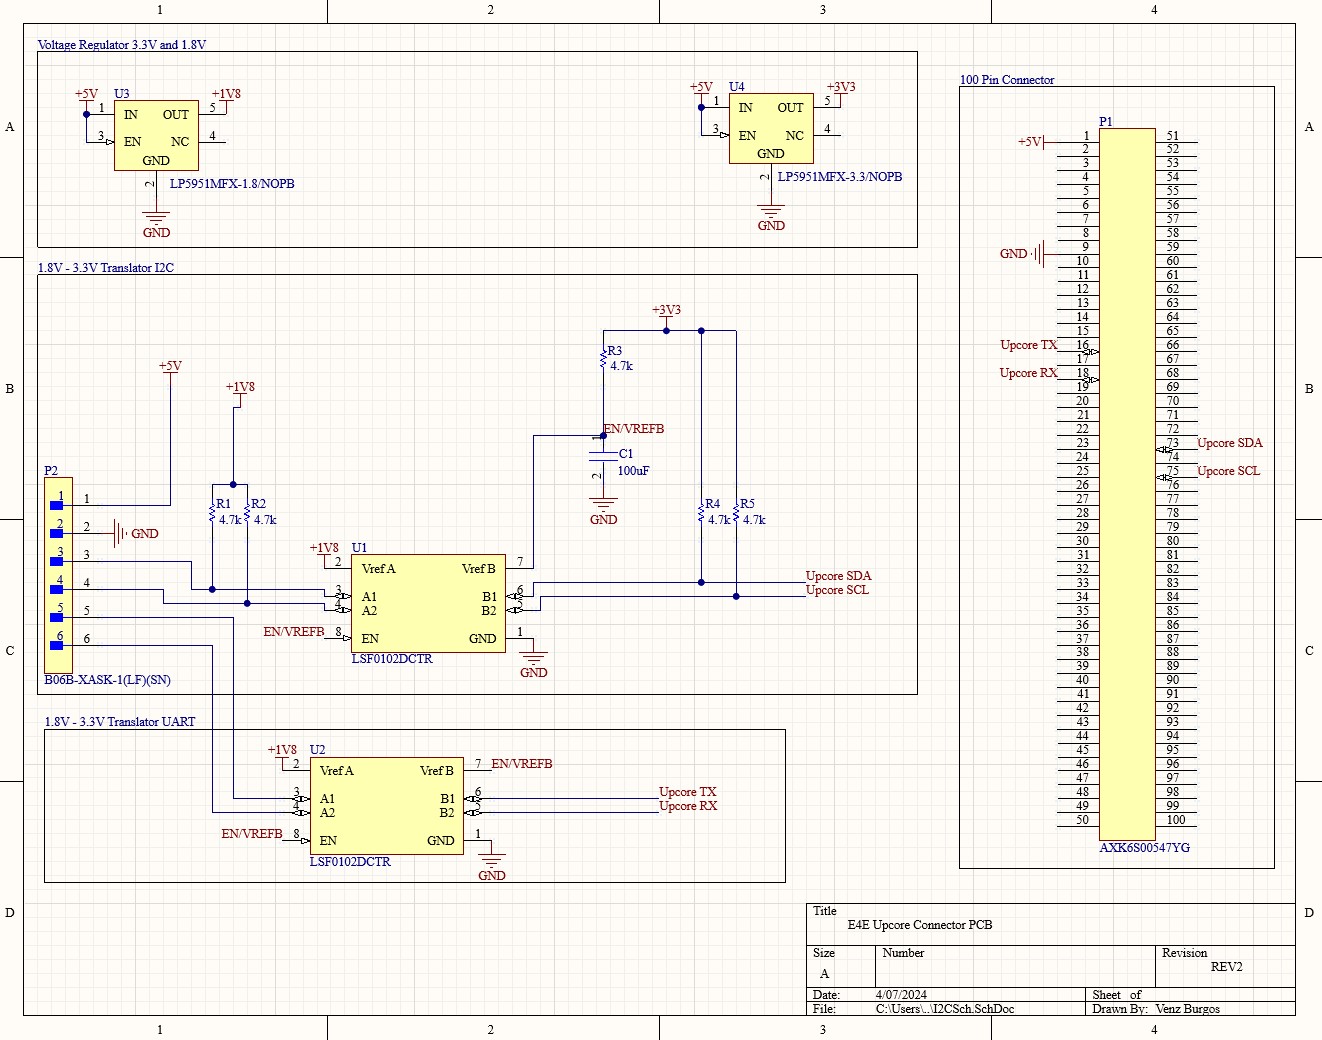 1 2 3 4
A
B
C
D
Voltage Regulator 3.3V and 1.8V
+5V U3 +1V8
1 IN OUT 5
3 EN NC 4
GND
2
LP5951MFX-1.8/NOPB
GND
+5V U4 +3V3
1 IN OUT 5
3 EN NC 4
GND
2
LP5951MFX-3.3/NOPB
GND
1.8V - 3.3V Translator I2C
+3V3
R3
4.7k
+5V
+1V8
EN/VREFB
1
C1
100uF
2
GND
P2
1 1
2 2 GND
3 3
4 4
5 5
6 6
B06B-XASK-1(LF)(SN)
R1 R2
4.7k 4.7k
R4 R5
4.7k 4.7k
+1V8 U1
2 Vref A Vref B 7
3 A1 B1 6
4 A2 B2 5
EN/VREFB 8 EN GND 1
LSF0102DCTR
GND
Upcore SDA
Upcore SCL
1.8V - 3.3V Translator UART
+1V8 U2
2 Vref A Vref B 7 EN/VREFB
3 A1 B1 6 Upcore TX
4 A2 B2 5 Upcore RX
EN/VREFB 8 EN GND 1
LSF0102DCTR
GND
100 Pin Connector
P1
+5V 1 51
2 52
3 53
4 54
5 55
6 56
7 57
8 58
GND 9 59
10 60
11 61
12 62
13 63
14 64
15 65
Upcore TX 16 66
17 67
Upcore RX 18 68
19 69
20 70
21 71
22 72
23 73 Upcore SDA
24 74
25 75 Upcore SCL
26 76
27 77
28 78
29 79
30 80
31 81
32 82
33 83
34 84
35 85
36 86
37 87
38 88
39 89
40 90
41 91
42 92
43 93
44 94
45 95
46 96
47 97
48 98
49 99
50 100
AXK6S00547YG
A
B
C
D
Title
E4E Upcore Connector PCB
Size Number Revision
A REV2
Date: 4/07/2024 Sheet of
File: C:\Users\..\I2CSch.SchDoc Drawn By: Venz Burgos
1 2 3 4